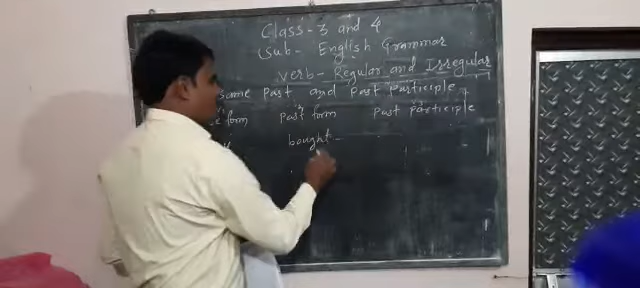 Class - 3 and 4
Sub - English Grammar
Verb - Regular and Irregular
same Past and Past Participle
form Past form Past Participle
bought -